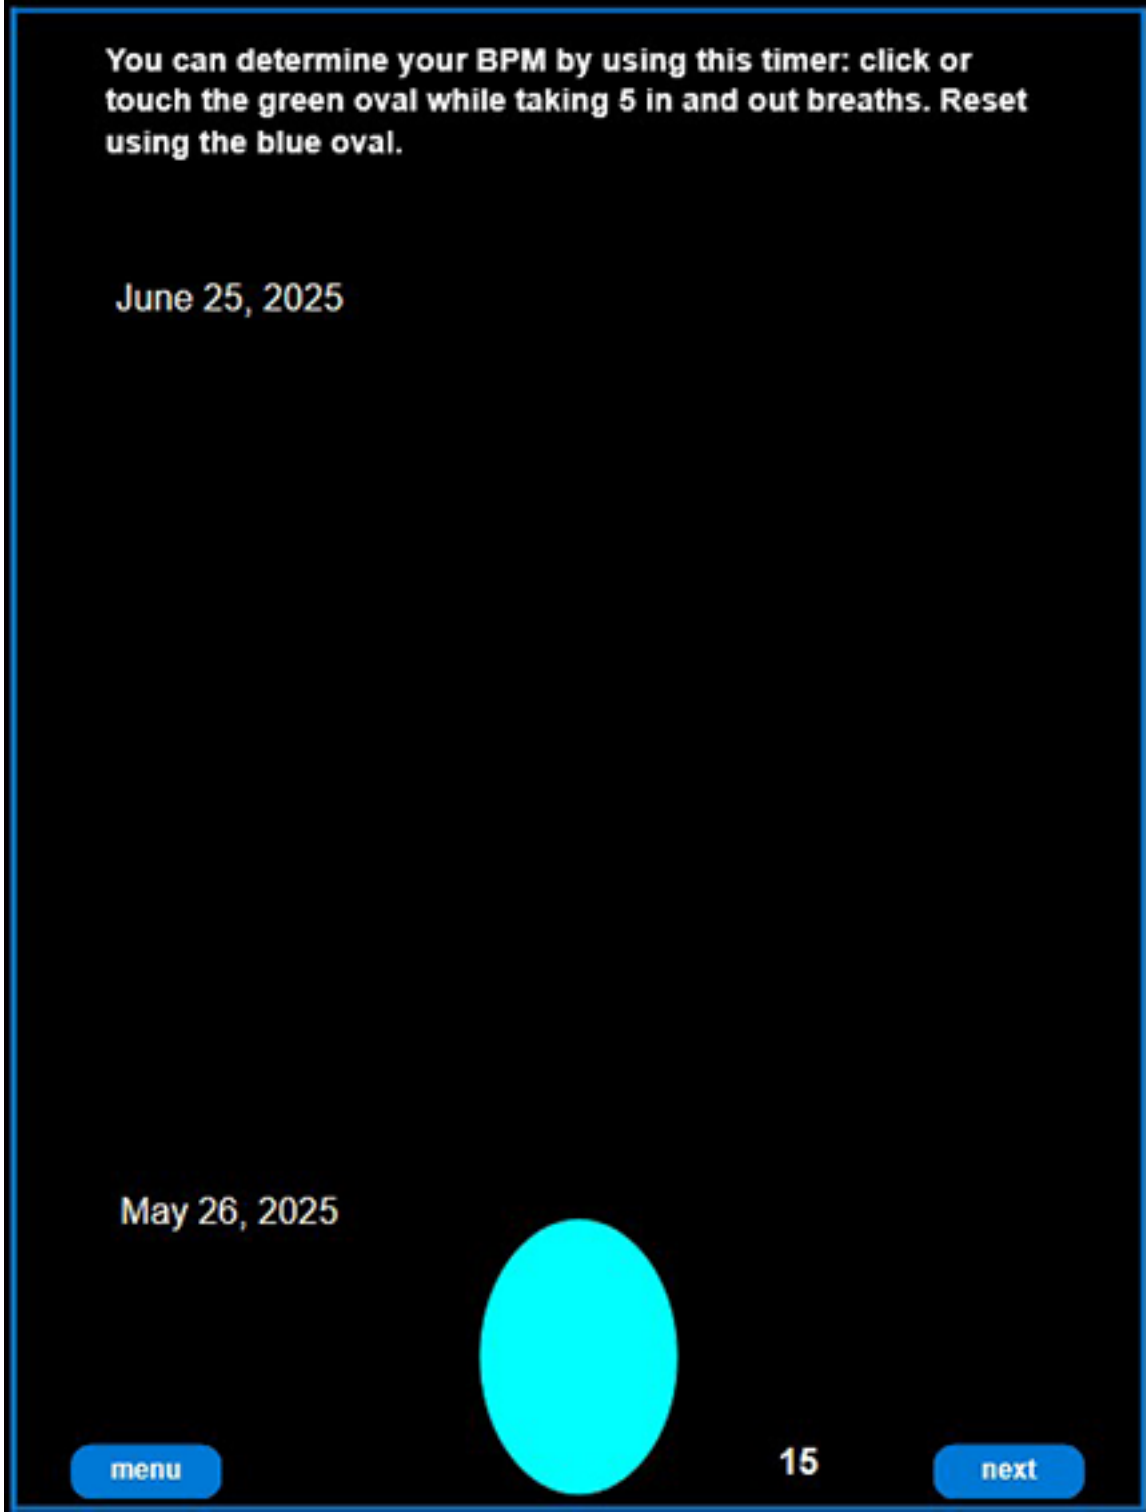 You can determine your BPM by using this timer: click or
touch the green oval while taking 5 in and out breaths. Reset
using the blue oval.
June 25, 2025
May 26, 2025
menu
15
next